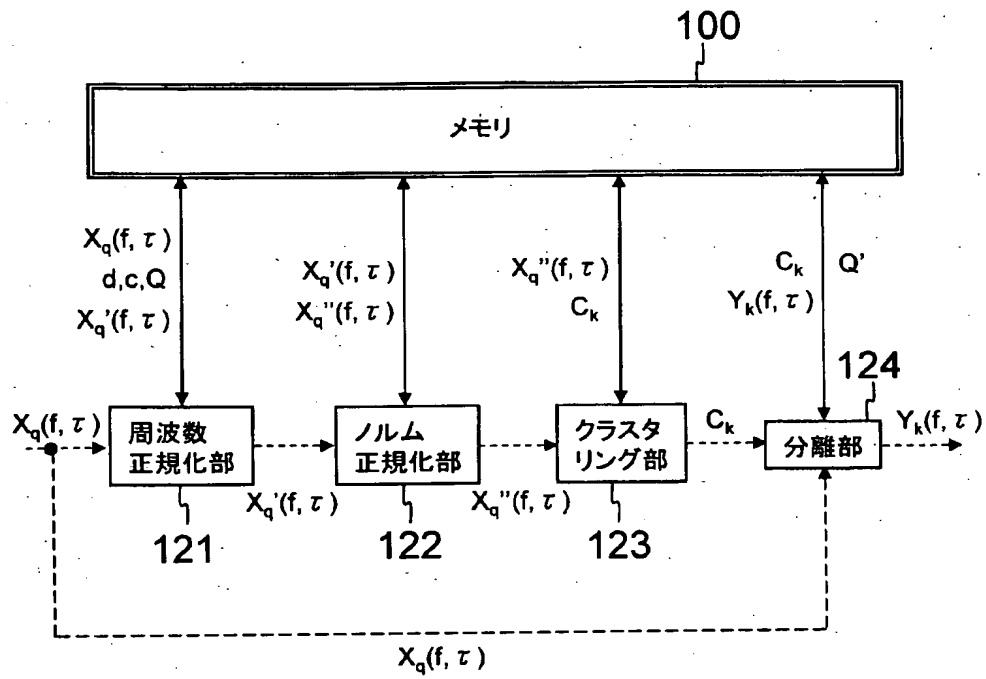 100
メモリ
Xq(f, τ)
d,c,Q
Xq'(f, τ)
Xq'(f, τ)
Xq''(f, τ)
Xq''(f, τ)
Ck
Ck Q'
Yk(f, τ)
124
Xq(f, τ)
周波数
正規化部
ノルム
正規化部
クラスタ
リング部
Ck
分離部
Yk(f, τ)
Xq'(f, τ)
Xq''(f, τ)
121
122
123
Xq(f, τ)